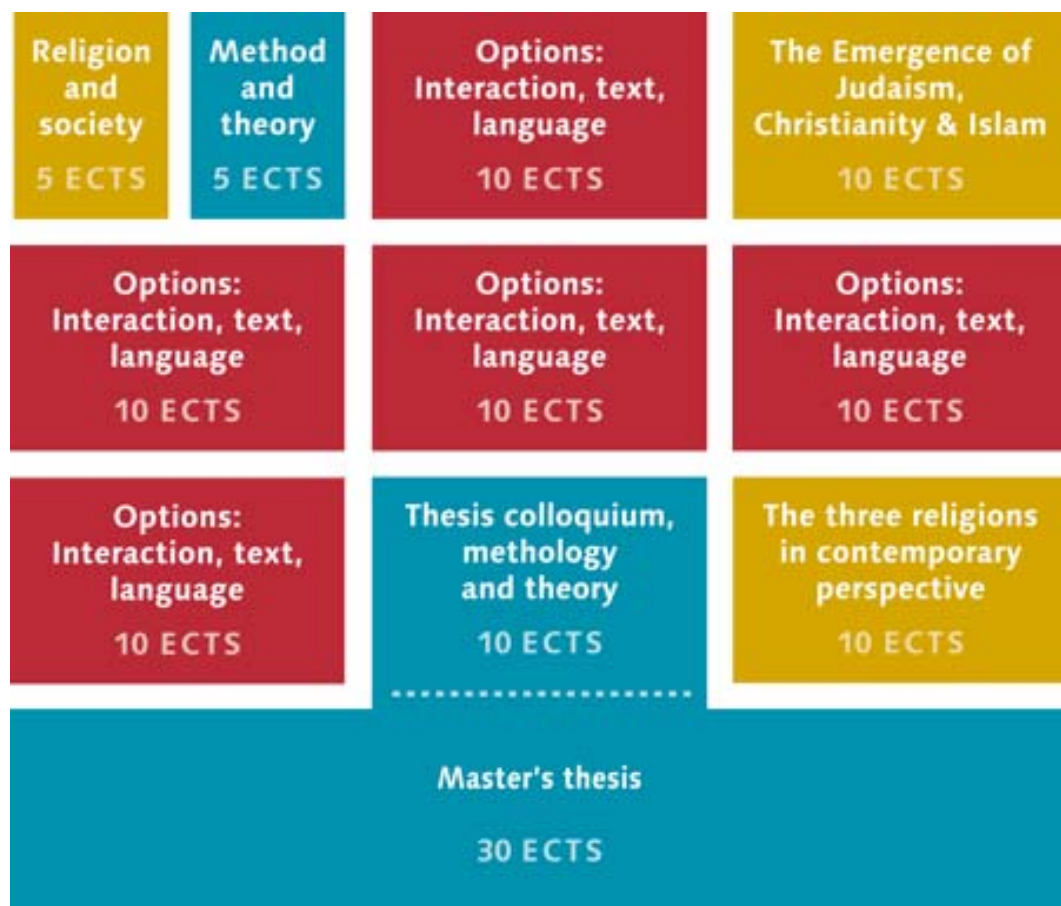 Religion
and
society
5 ECTS
Method
and
theory
5 ECTS
Options:
Interaction, text,
language
10 ECTS
The Emergence of
Judaism,
Christianity & Islam
10 ECTS
Options:
Interaction, text,
language
10 ECTS
Options:
Interaction, text,
language
10 ECTS
Options:
Interaction, text,
language
10 ECTS
Options:
Interaction, text,
language
10 ECTS
Thesis colloquium,
methology
and theory
10 ECTS
The three religions
in contemporary
perspective
10 ECTS
Master's thesis
30 ECTS